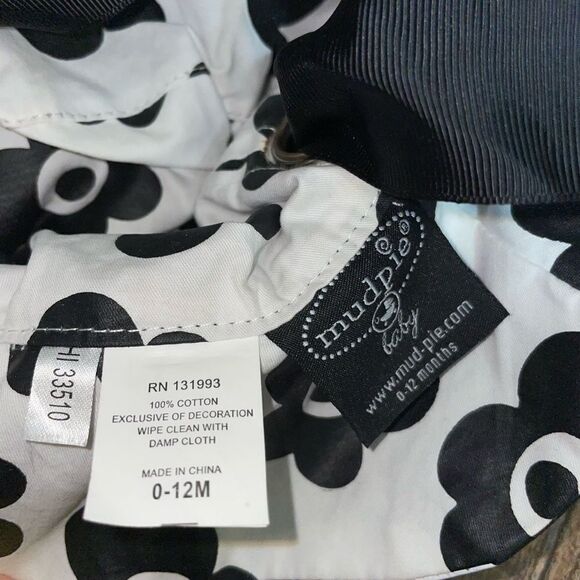 mudpie®
baby
www.mud-pie.com
0-12 months
HI 33510
RN 131993
100% COTTON
EXCLUSIVE OF DECORATION
WIPE CLEAN WITH
DAMP CLOTH
MADE IN CHINA
0-12M